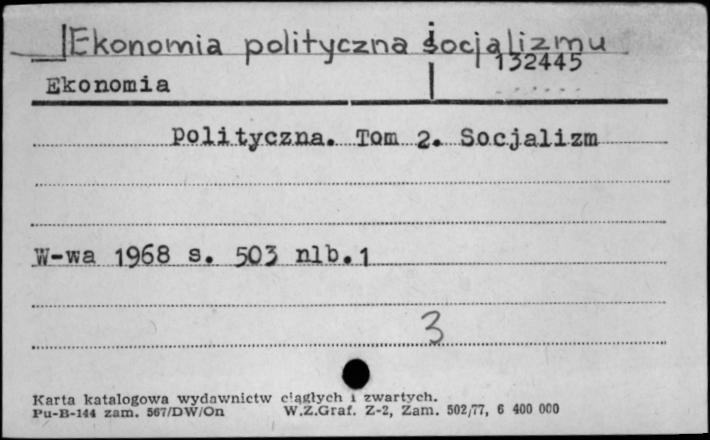 Ekonomia polityczna socjalizmu
132445
Ekonomia
polityczna. Tom 2. Socjalizm
W-wa 1968 s. 503 nlb.1
3
Karta katalogowa wydawnictw ciągłych i zwartych.
Pu-B-144 zam. 567/DW/On W.Z.Graf. Z-2, Zam. 502/77, 6 400 000